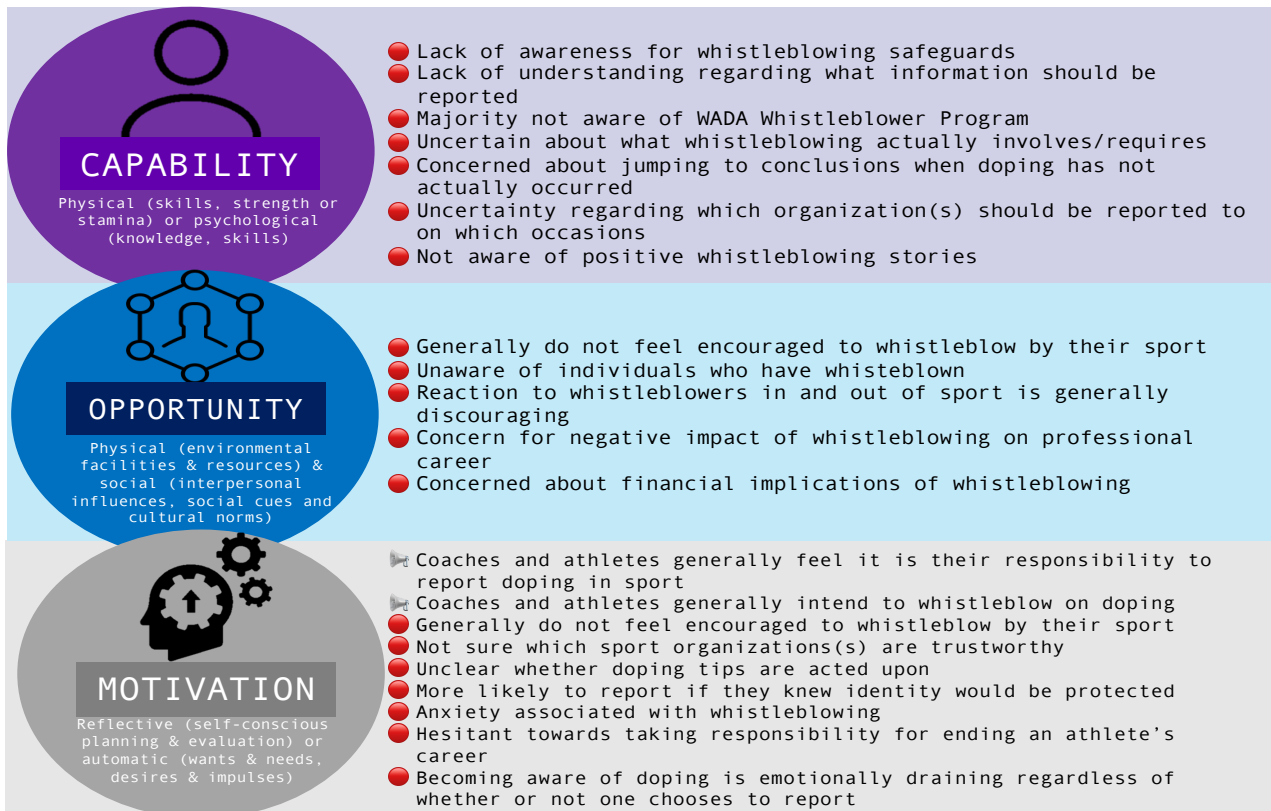 CAPABILITY
Physical (skills, strength or
stamina) or psychological
(knowledge, skills)
Lack of awareness for whistleblowing safeguards
Lack of understanding regarding what information should be
reported
Majority not aware of WADA Whistleblower Program
Uncertain about what whistleblowing actually involves/requires
Concerned about jumping to conclusions when doping has not
actually occurred
Uncertainty regarding which organization(s) should be reported to
on which occasions
Not aware of positive whistleblowing stories
OPPORTUNITY
Physical (environmental
facilities & resources) &
social (interpersonal
influences, social cues and
cultural norms)
Generally do not feel encouraged to whistleblow by their sport
Unaware of individuals who have whisteblown
Reaction to whistleblowers in and out of sport is generally
discouraging
Concern for negative impact of whistleblowing on professional
career
Concerned about financial implications of whistleblowing
MOTIVATION
Reflective (self-conscious
planning & evaluation) or
automatic (wants & needs,
desires & impulses)
Coaches and athletes generally feel it is their responsibility to
report doping in sport
Coaches and athletes generally intend to whistleblow on doping
Generally do not feel encouraged to whistleblow by their sport
Not sure which sport organizations(s) are trustworthy
Unclear whether doping tips are acted upon
More likely to report if they knew identity would be protected
Anxiety associated with whistleblowing
Hesitant towards taking responsibility for ending an athlete's
career
Becoming aware of doping is emotionally draining regardless of
whether or not one chooses to report